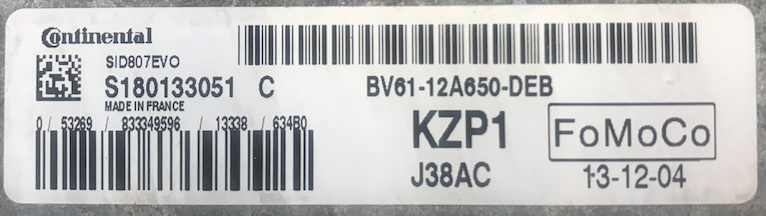 Continental
SID807EVO
S180133051 C
MADE IN FRANCE
0 / 53269 / 833349596 / 13338 / 634B0
BV61-12A650-DEB
KZP1
FoMoCo
J38AC
13-12-04